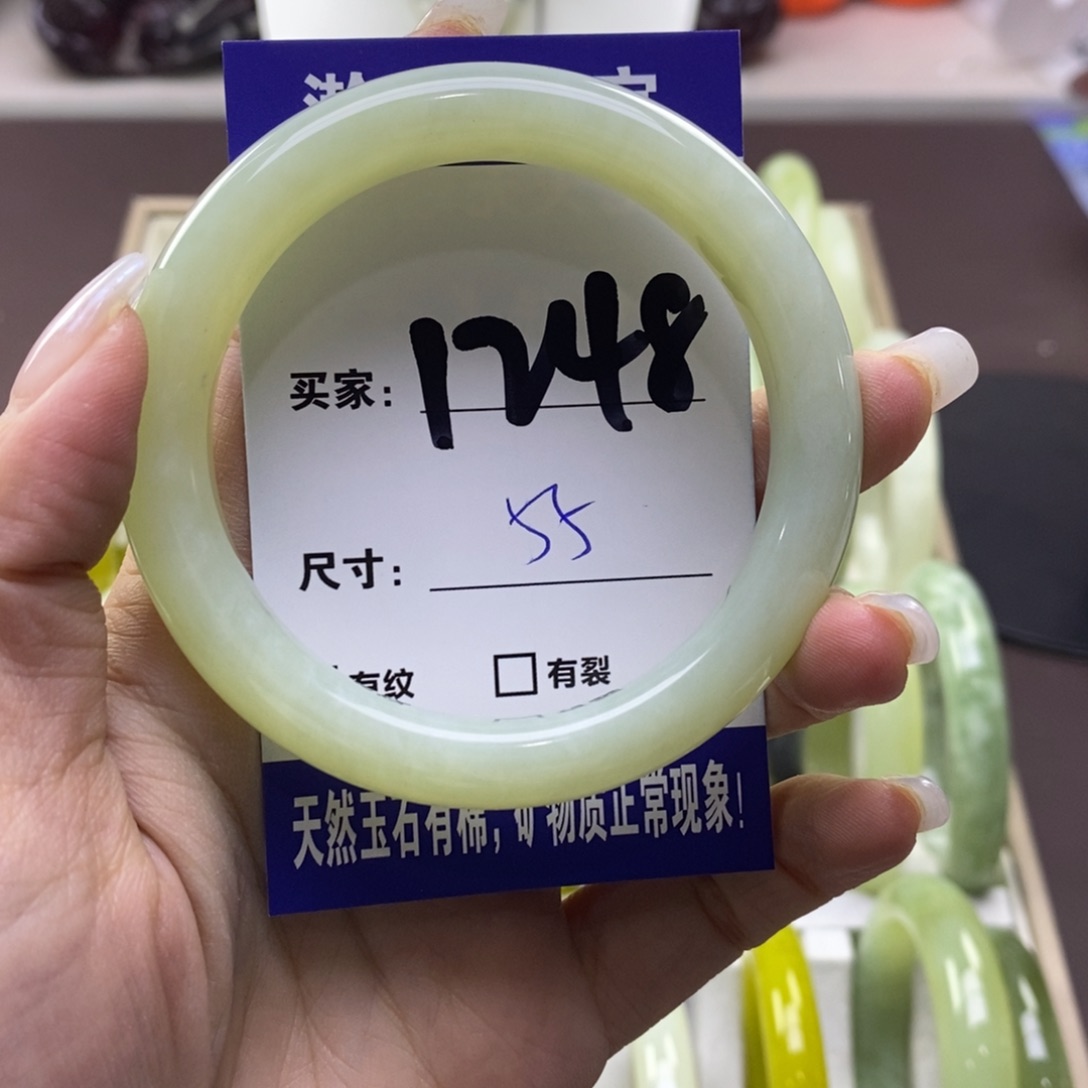 买家：1248
尺寸：55
有纹 □有裂
天然玉石有棉，矿物质正常现象！